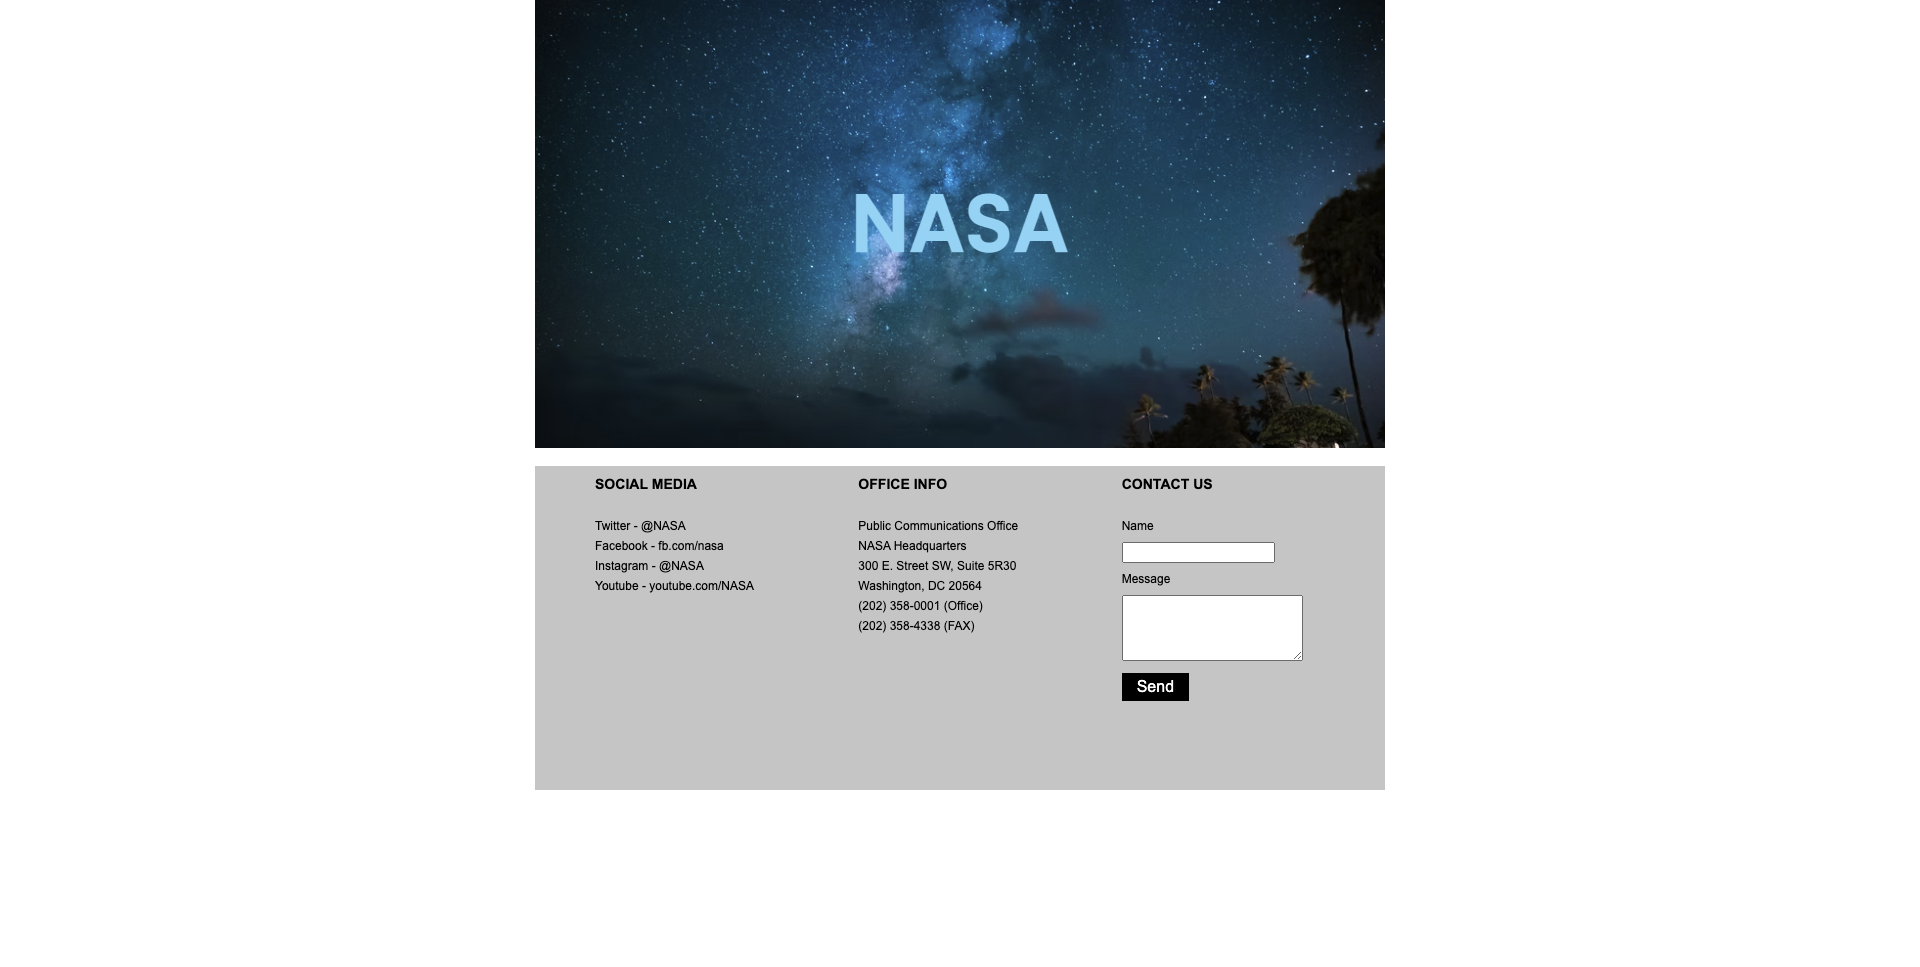 NASA
SOCIAL MEDIA
Twitter - @NASA
Facebook - fb.com/nasa
Instagram - @NASA
Youtube - youtube.com/NASA
OFFICE INFO
Public Communications Office
NASA Headquarters
300 E. Street SW, Suite 5R30
Washington, DC 20564
(202) 358-0001 (Office)
(202) 358-4338 (FAX)
CONTACT US
Name
Message
Send